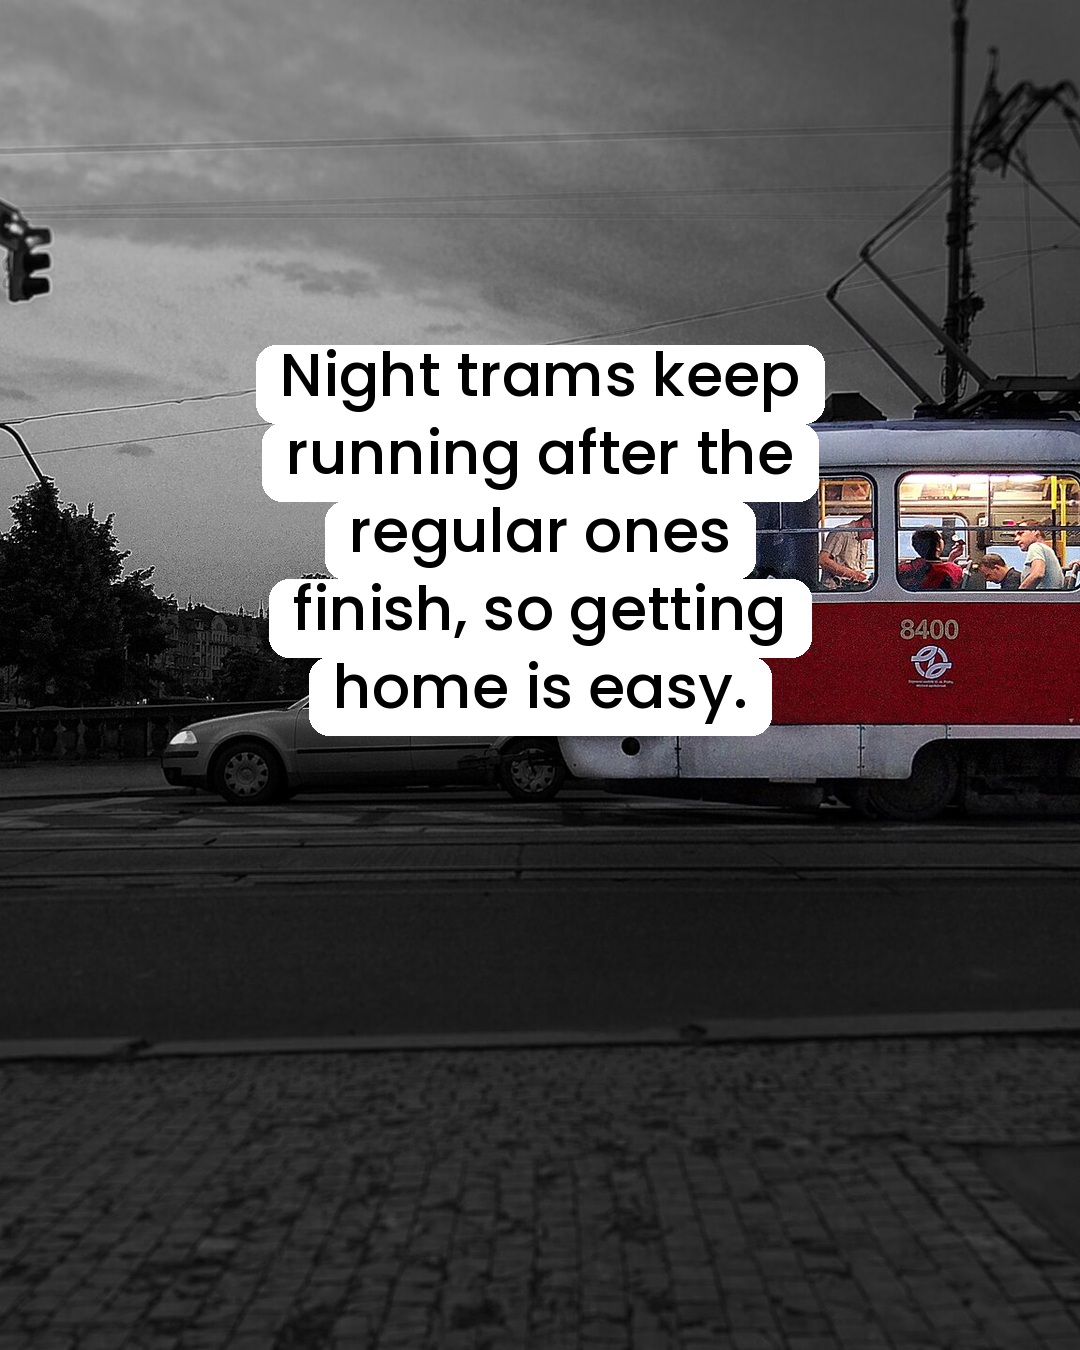 Night trams keep
running after the
regular ones
finish, so getting
home is easy.
8400